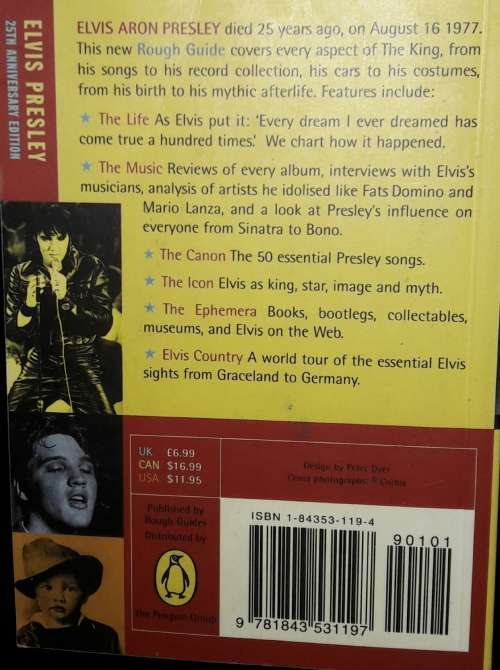 ELVIS PRESLEY
25TH ANNIVERSARY EDITION
ELVIS ARON PRESLEY died 25 years ago, on August 16 1977.
This new Rough Guide covers every aspect of The King, from
his songs to his record collection, his cars to his costumes,
from his birth to his mythic afterlife. Features include:
★ The Life As Elvis put it: 'Every dream I ever dreamed has
come true a hundred times.' We chart how it happened.
★ The Music Reviews of every album, interviews with Elvis's
musicians, analysis of artists he idolised like Fats Domino and
Mario Lanza, and a look at Presley's influence on
everyone from Sinatra to Bono.
★ The Canon The 50 essential Presley songs.
★ The Icon Elvis as king, star, image and myth.
★ The Ephemera Books, bootlegs, collectables,
museums, and Elvis on the Web.
★ Elvis Country A world tour of the essential Elvis
sights from Graceland to Germany.
UK £6.99
CAN $16.99
USA $11.95
Design by Peter Dyer
Cover photographs: © Corbis
Published by
Rough Guides
Distributed by
The Penguin Group
ISBN 1-84353-119-4
90101
9 781843 531197